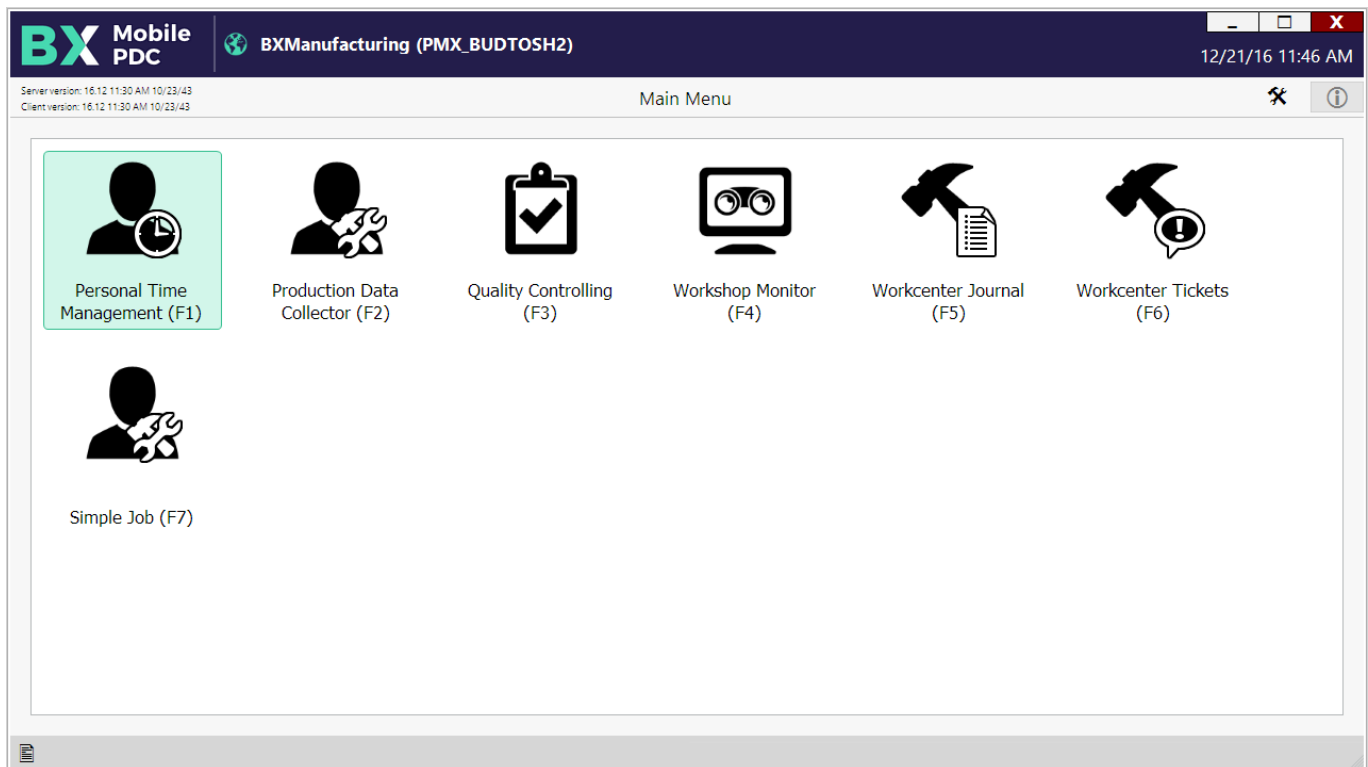 BX Mobile PDC
BXManufacturing (PMX_BUDTOSH2)
X
12/21/16 11:46 AM
Server version: 16.12 11:30 AM 10/23/43
Client version: 16.12 11:30 AM 10/23/43
Main Menu
Personal Time
Management (F1)
Production Data
Collector (F2)
Quality Controlling
(F3)
Workshop Monitor
(F4)
Workcenter Journal
(F5)
Workcenter Tickets
(F6)
Simple Job (F7)